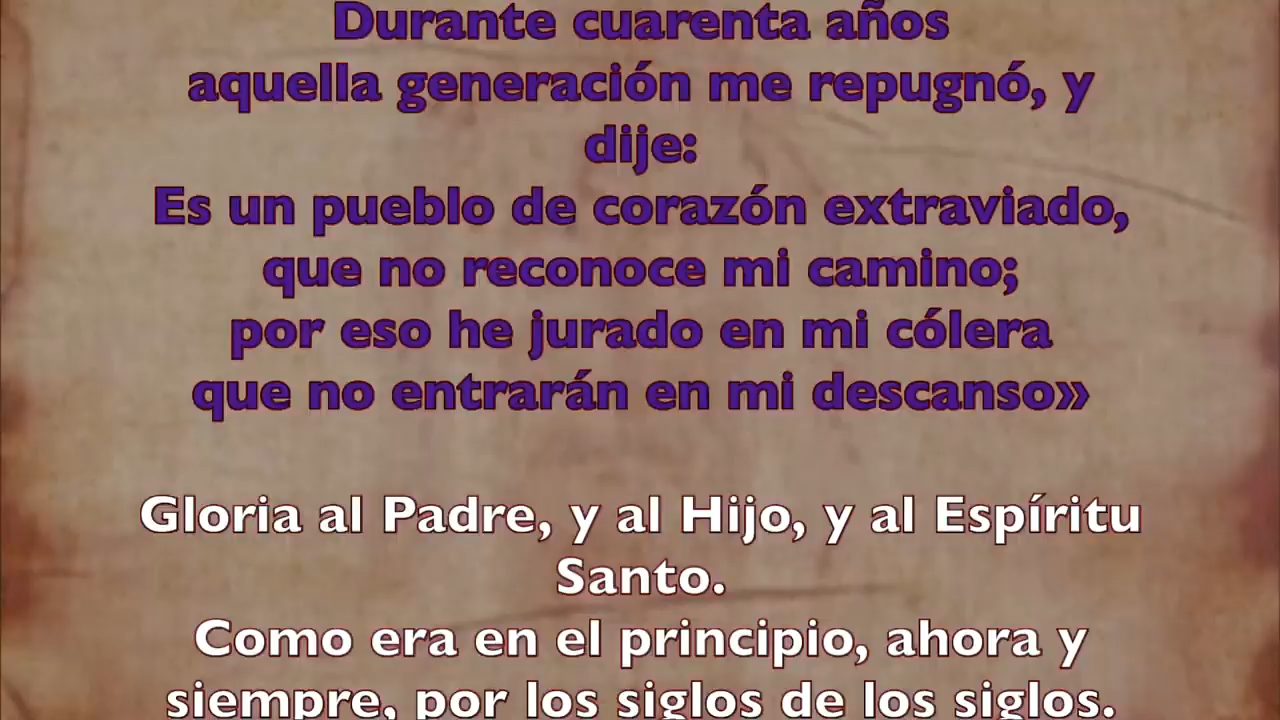 Durante cuarenta años
aquella generación me repugnó, y
dije:
Es un pueblo de corazón extraviado,
que no reconoce mi camino;
por eso he jurado en mi cólera
que no entrarán en mi descanso»
Gloria al Padre, y al Hijo, y al Espíritu
Santo.
Como era en el principio, ahora y
siempre, por los siglos de los siglos.